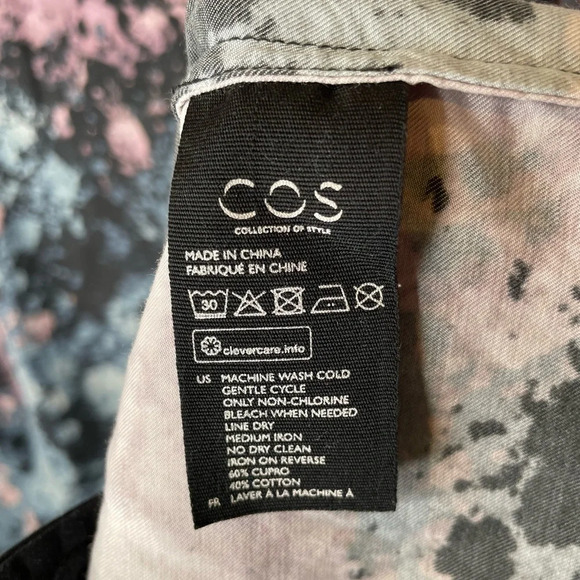 COS
COLLECTION OF STYLE
MADE IN CHINA
FABRIQUÉ EN CHINE
30
clevercare.info
US MACHINE WASH COLD
GENTLE CYCLE
ONLY NON-CHLORINE
BLEACH WHEN NEEDED
LINE DRY
MEDIUM IRON
NO DRY CLEAN
IRON ON REVERSE
60% CUPRO
40% COTTON
FR LAVER À LA MACHINE À